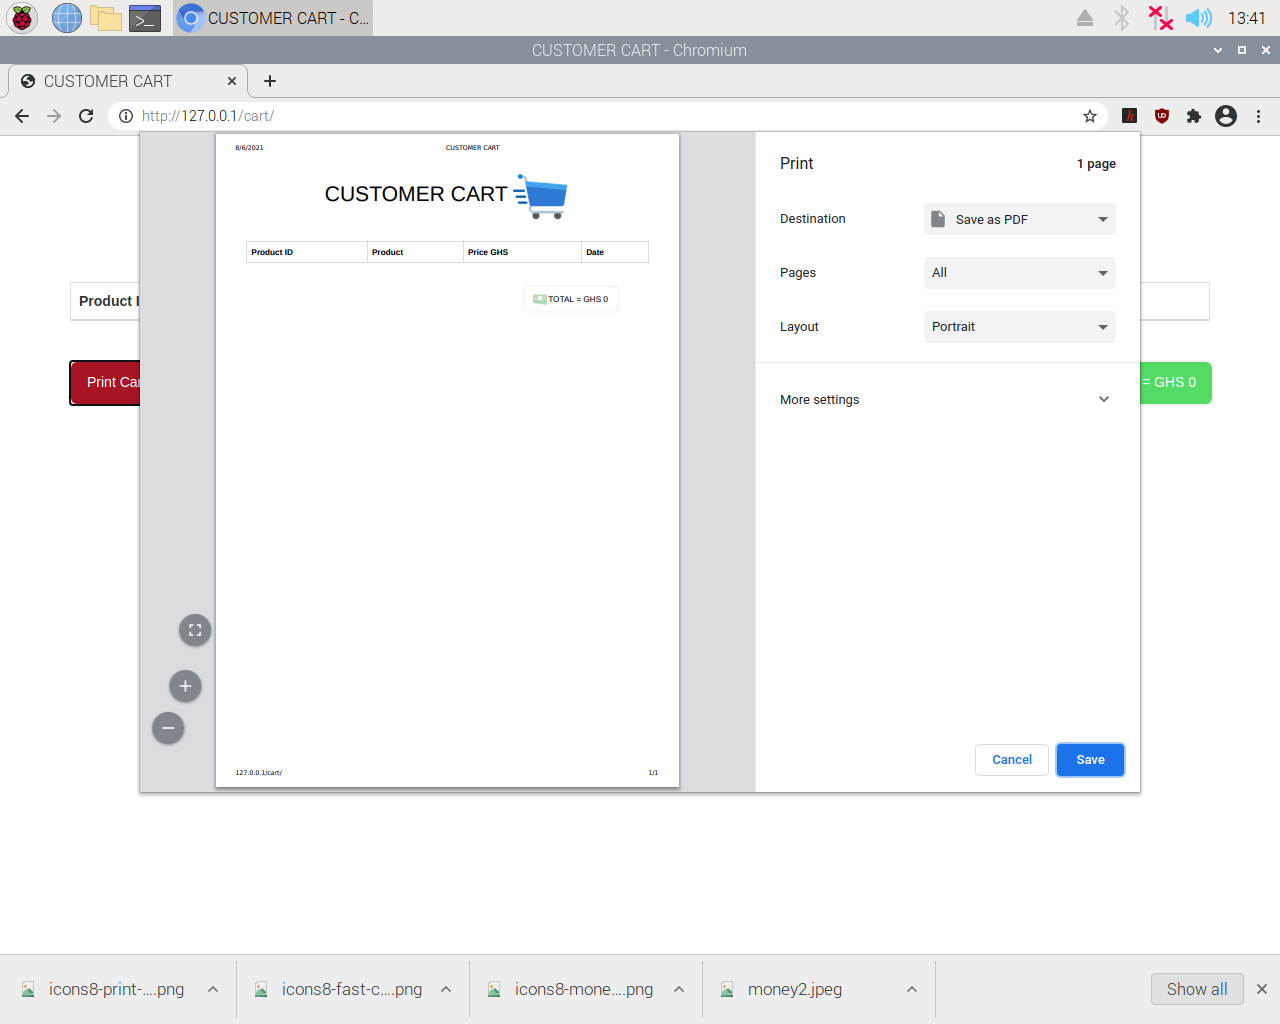 CUSTOMER CART - C...
13:41
CUSTOMER CART - Chromium
CUSTOMER CART
http://127.0.0.1/cart/
8/6/2021
CUSTOMER CART
CUSTOMER CART
Product ID
Product
Price GHS
Date
TOTAL = GHS 0
127.0.0.1/cart/
1/1
Print
1 page
Destination
Save as PDF
Pages
All
Layout
Portrait
More settings
Cancel
Save
Product I
Print Car
= GHS 0
icons8-print-....png
icons8-fast-c....png
icons8-mone....png
money2.jpeg
Show all